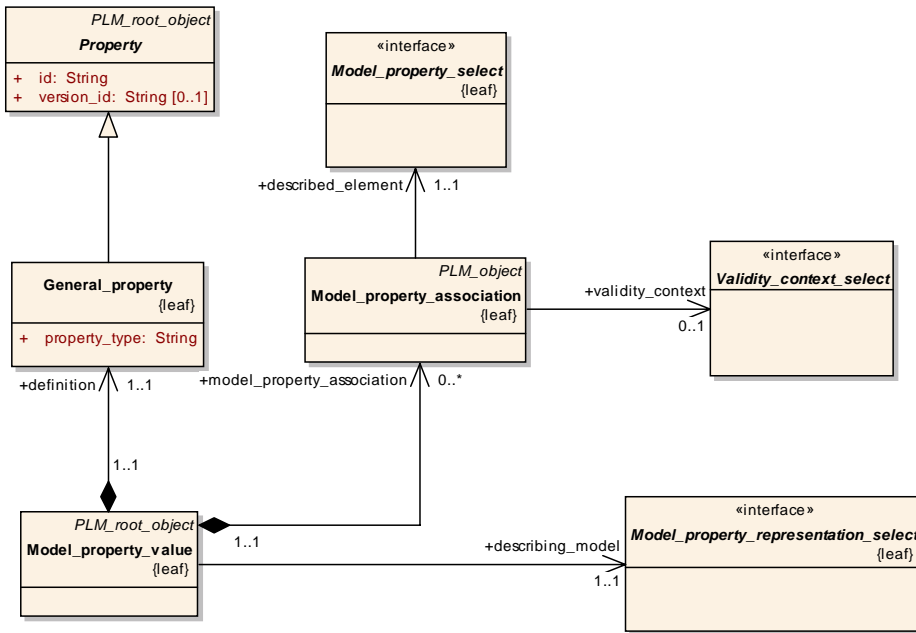 PLM_root_object
Property
+ id: String
+ version_id: String [0..1]
«interface»
Model_property_select
{leaf}
+described_element
1..1
General_property
{leaf}
+ property_type: String
PLM_object
Model_property_association
{leaf}
+validity_context
0..1
«interface»
Validity_context_select
+definition
1..1
+model_property_association
0..*
1..1
PLM_root_object
Model_property_value
{leaf}
1..1
+describing_model
1..1
«interface»
Model_property_representation_select
{leaf}